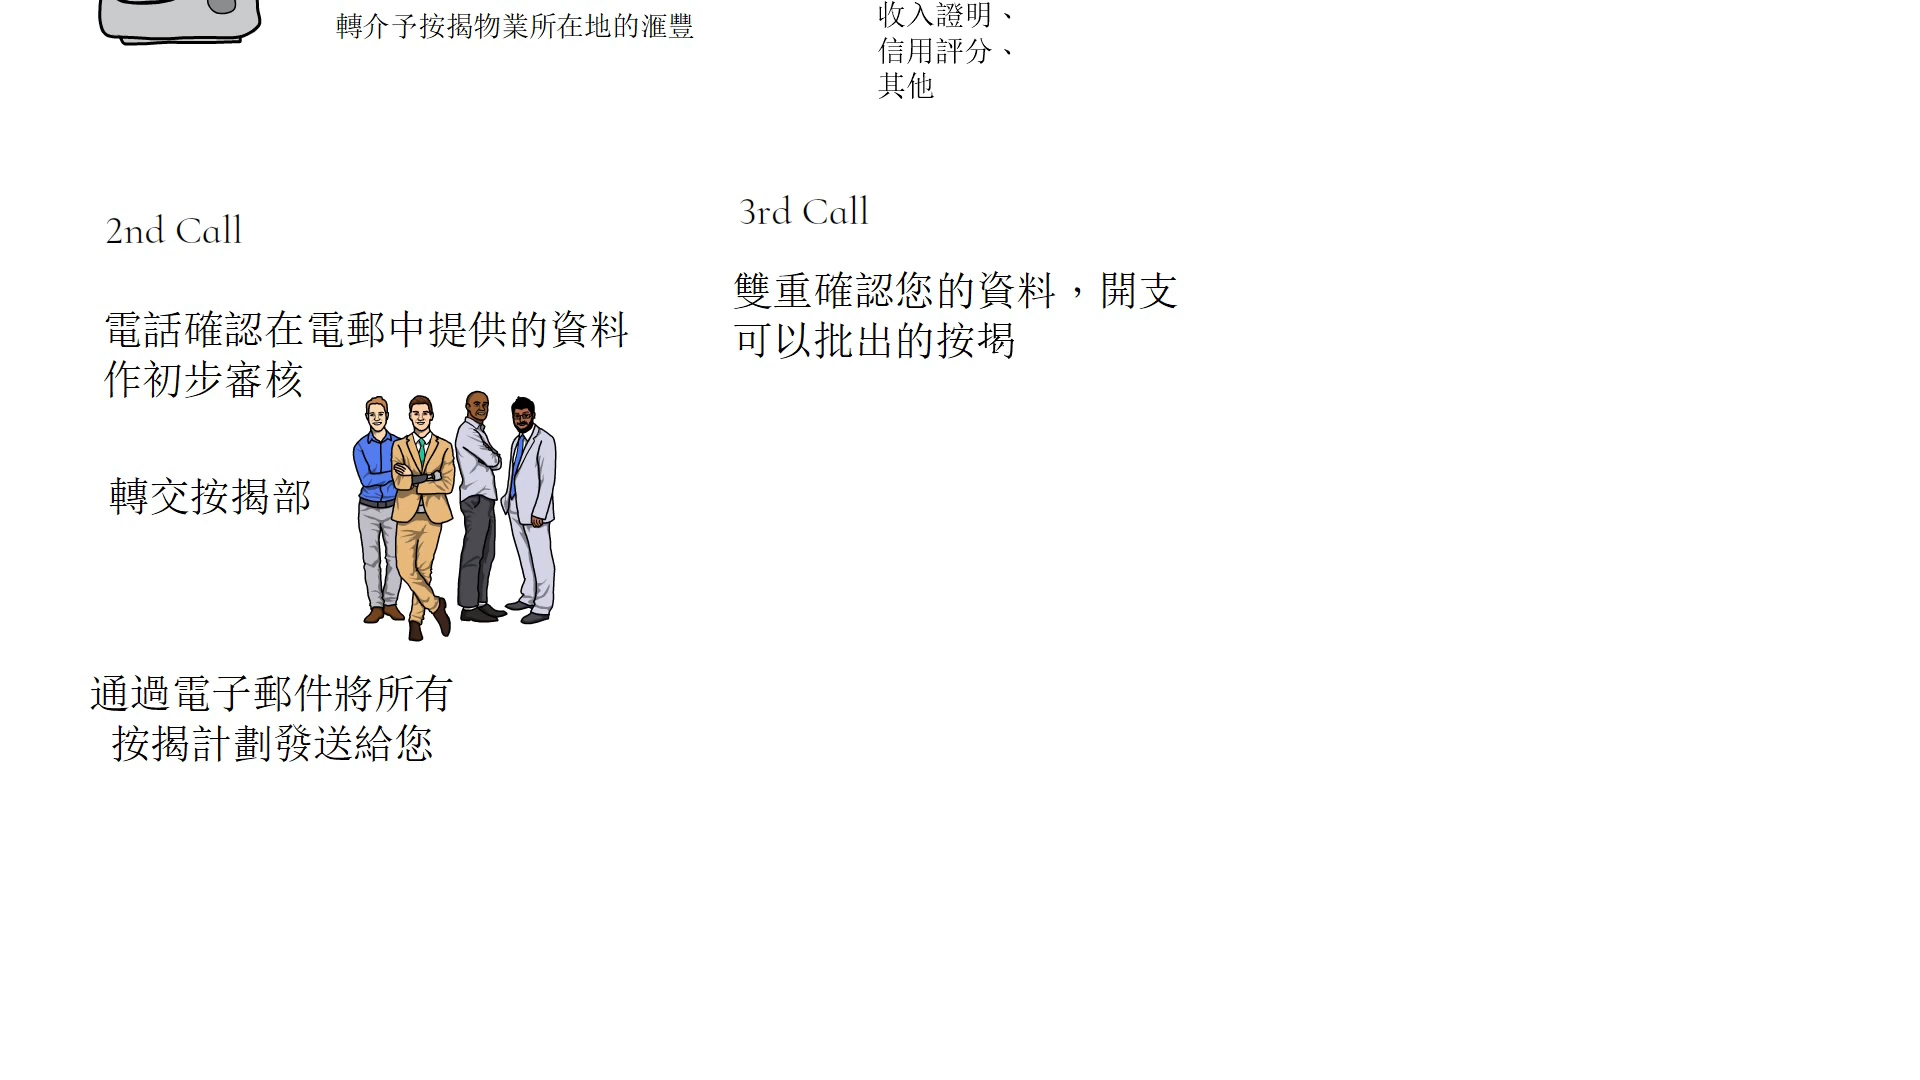 轉介予按揭物業所在地的滙豐
收入證明、
信用評分、
其他
2nd Call
電話確認在電郵中提供的資料
作初步審核
轉交按揭部
通過電子郵件將所有
按揭計劃發送給您
3rd Call
雙重確認您的資料，開支
可以批出的按揭